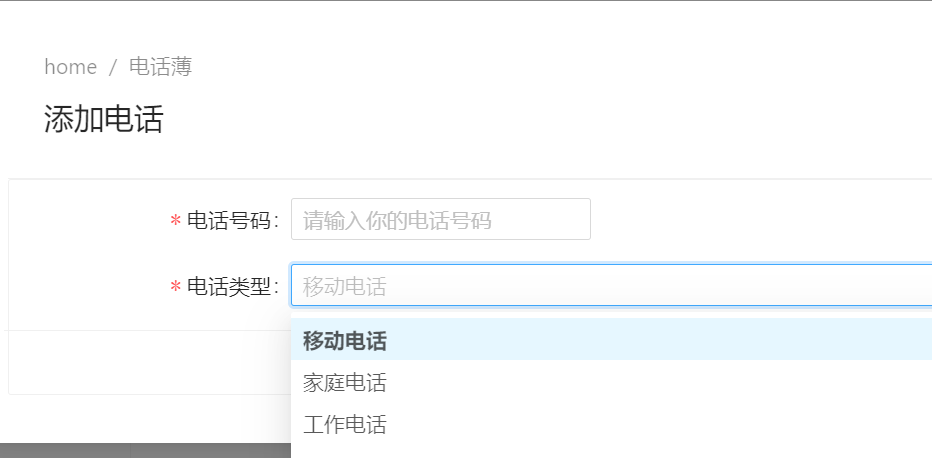 home / 电话薄
添加电话
* 电话号码: 请输入你的电话号码
* 电话类型: 移动电话
移动电话
家庭电话
工作电话